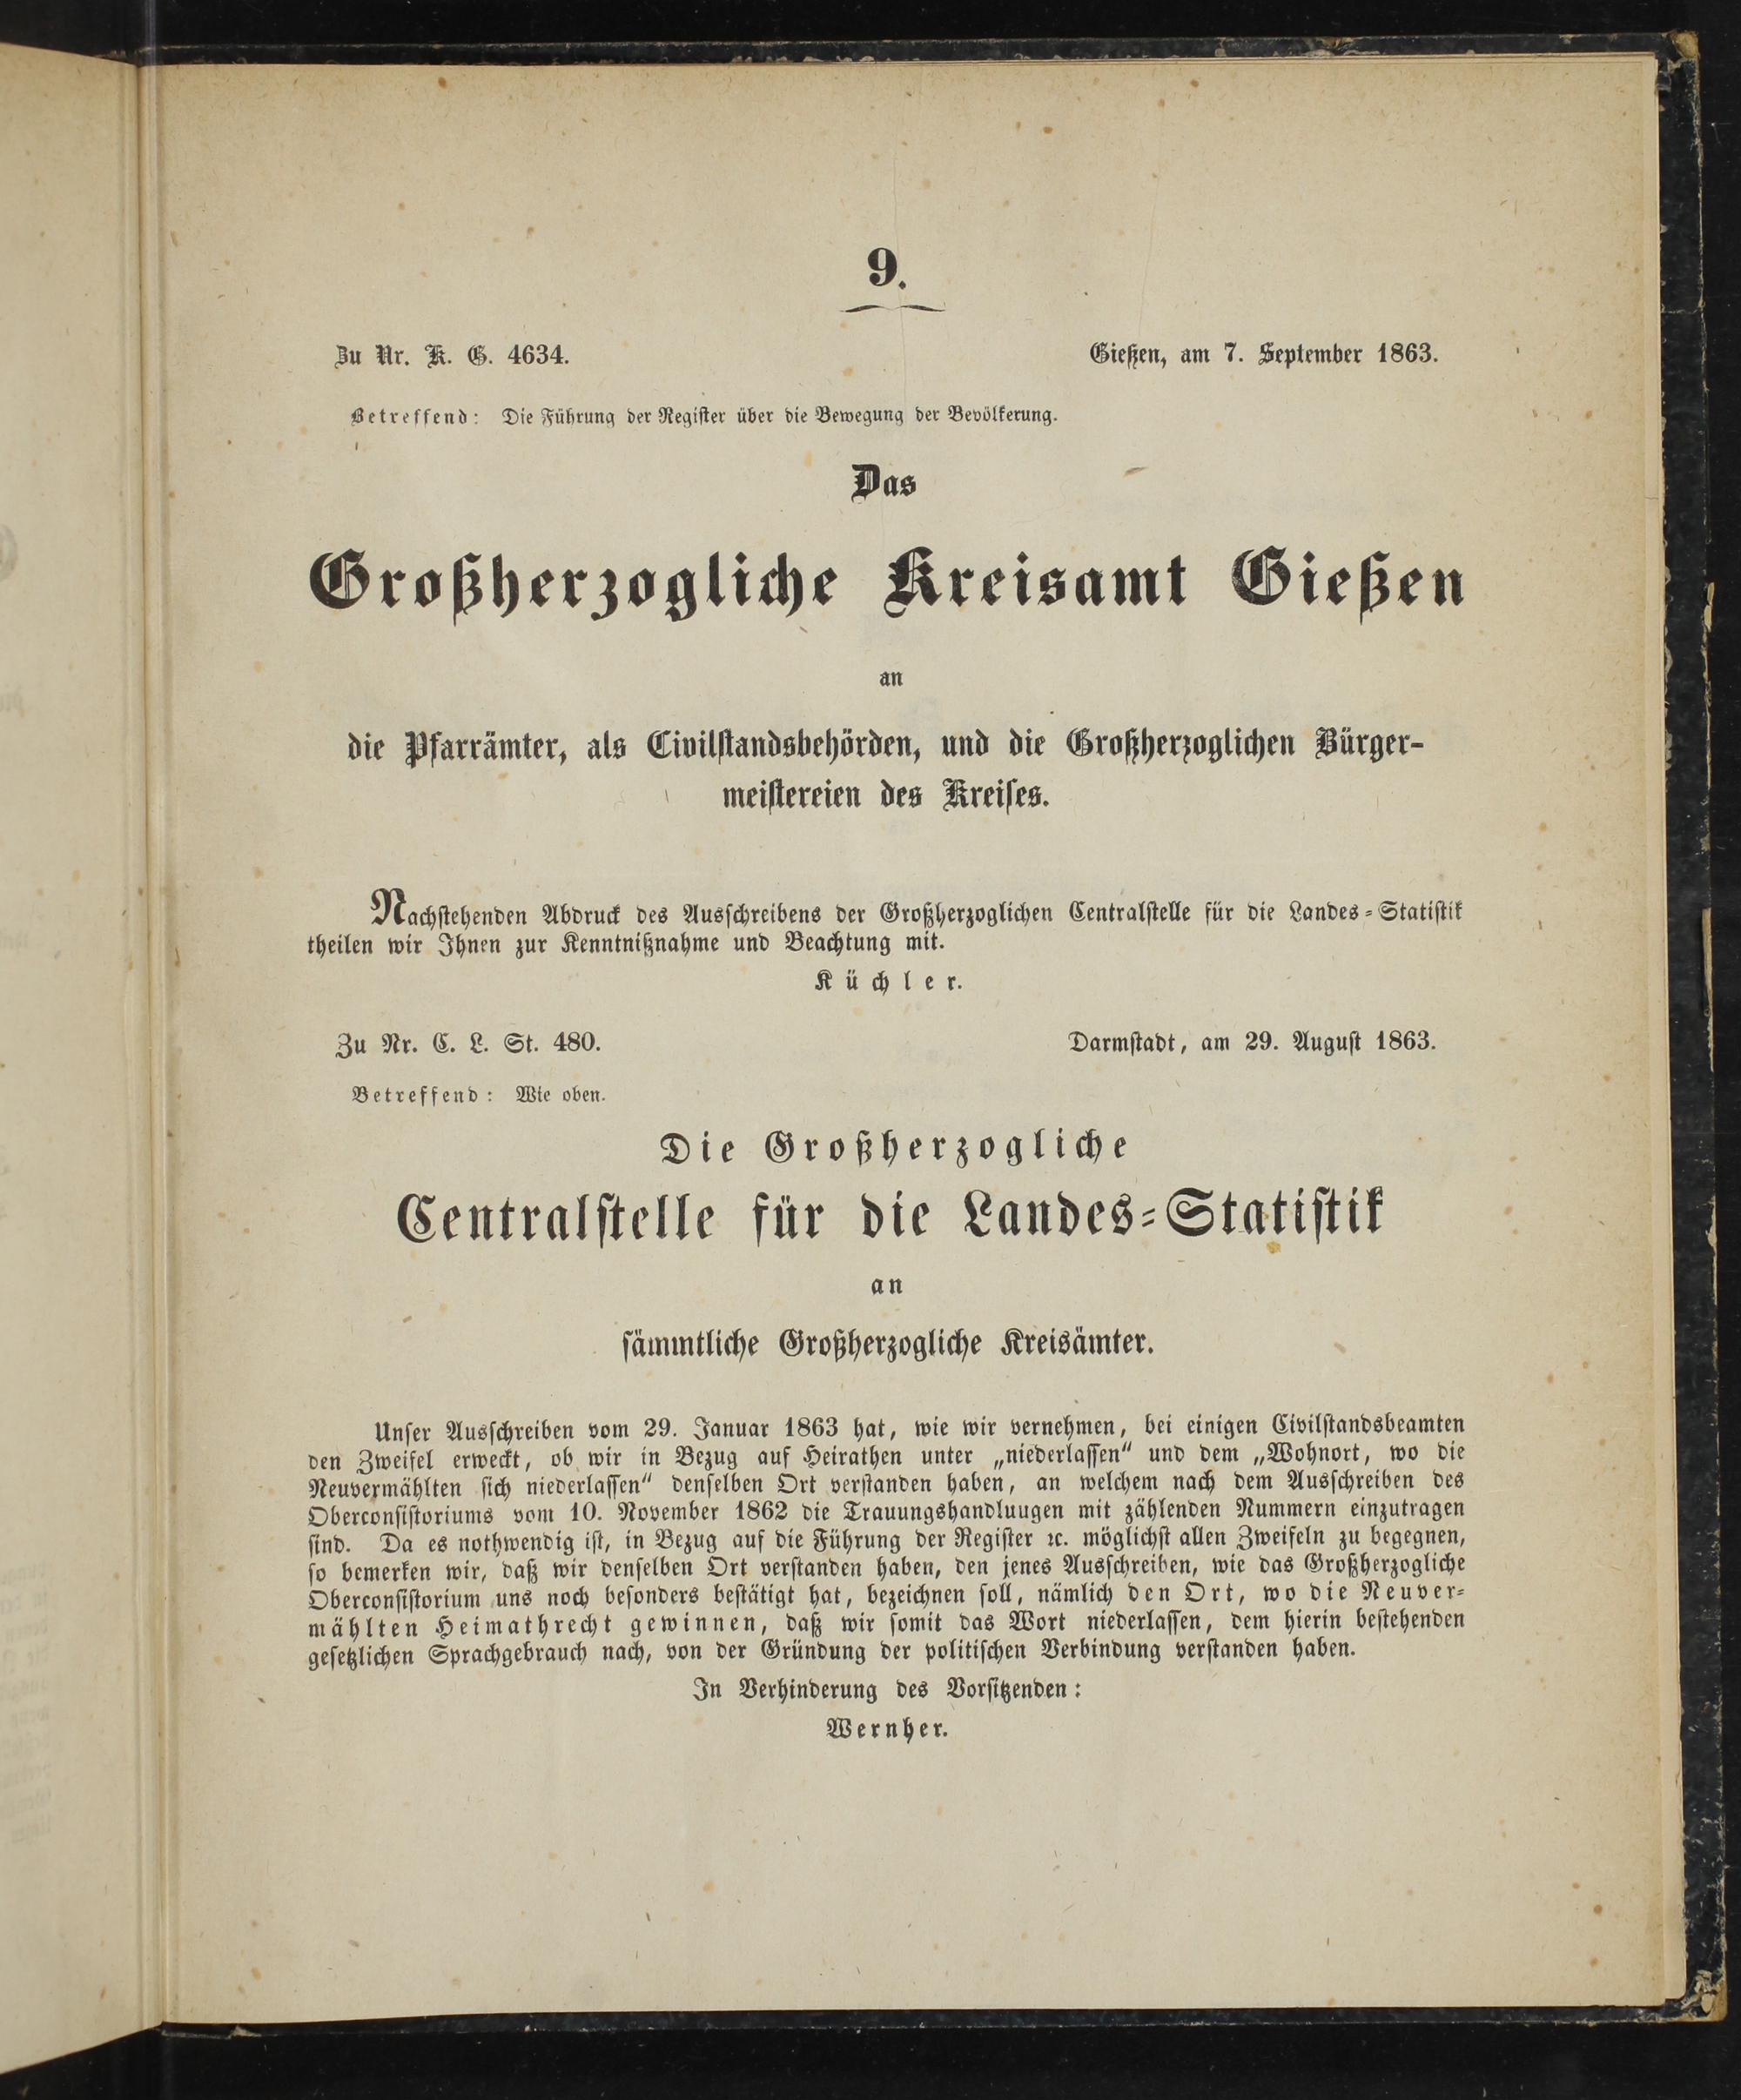 9.
Zu Nr. K. G. 4634. Gießen, am 7. September 1863.
Betreffend: Die Führung der Register über die Bewegung der Bevölkerung.
Das
Großherzogliche Kreisamt Gießen
an
die Pfarrämter, als Civilstandsbehörden, und die Großherzoglichen Bürger-
meistereien des Kreises.
Nachstehenden Abdruck des Ausschreibens der Großherzoglichen Centralstelle für die Landes-Statistik
theilen wir Ihnen zur Kenntnißnahme und Beachtung mit.
Küchler.
Zu Nr. C. L. St. 480. Darmstadt, am 29. August 1863.
Betreffend: Wie oben.
Die Großherzogliche
Centralstelle für die Landes-Statistik
an
sämmtliche Großherzogliche Kreisämter.
Unser Ausschreiben vom 29. Januar 1863 hat, wie wir vernehmen, bei einigen Civilstandsbeamten
den Zweifel erweckt, ob wir in Bezug auf Heirathen unter „niederlassen“ und dem „Wohnort, wo die
Neuvermählten sich niederlassen“ denselben Ort verstanden haben, an welchem nach dem Ausschreiben des
Oberconsistoriums vom 10. November 1862 die Trauungshandluugen mit zählenden Nummern einzutragen
sind. Da es nothwendig ist, in Bezug auf die Führung der Register ꝛc. möglichst allen Zweifeln zu begegnen,
so bemerken wir, daß wir denselben Ort verstanden haben, den jenes Ausschreiben, wie das Großherzogliche
Oberconsistorium uns noch besonders bestätigt hat, bezeichnen soll, nämlich den Ort, wo die Neuver-
mählten Heimathrecht gewinnen, daß wir somit das Wort niederlassen, dem hierin bestehenden
gesetzlichen Sprachgebrauch nach, von der Gründung der politischen Verbindung verstanden haben.
In Verhinderung des Vorsitzenden:
Wernher.